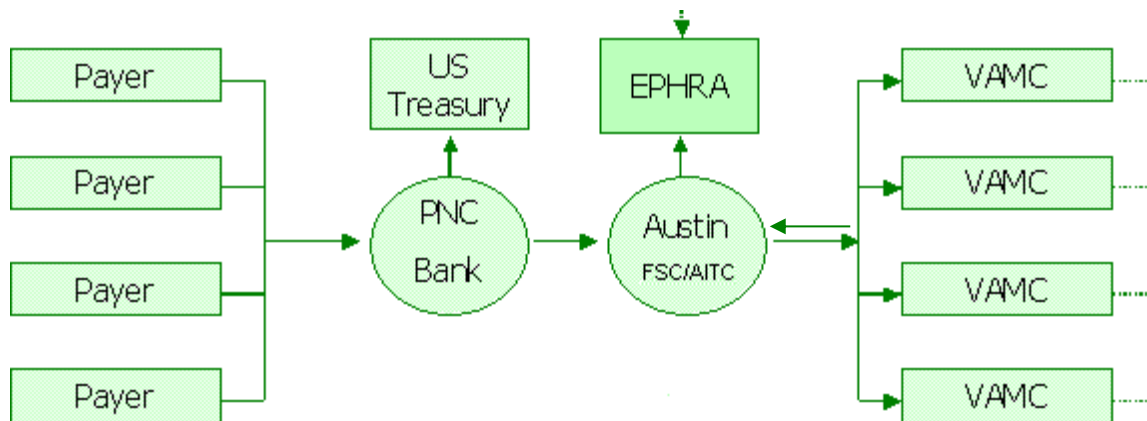 Payer
Payer
Payer
Payer
US
Treasury
PNC
Bank
EPHRA
Austin
FSC/AITC
VAMC
VAMC
VAMC
VAMC